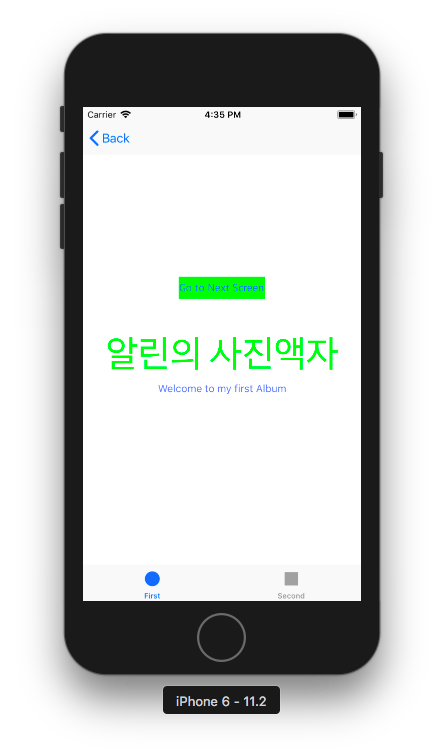 Carrier 4:35 PM
Back
Go to Next Screen
알린의 사진액자
Welcome to my first Album
First Second
iPhone 6 - 11.2